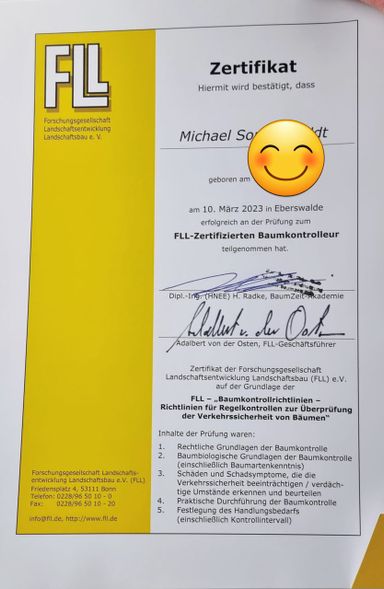 FLL
Forschungsgesellschaft
Landschaftsentwicklung
Landschaftsbau e. V.
Zertifikat
Hiermit wird bestätigt, dass
Michael
geboren am
am 10. März 2023 in Eberswalde
erfolgreich an der Prüfung zum
FLL-Zertifizierten Baumkontrolleur
teilgenommen hat.
Dipl.-Ing. (HNEE) H. Radke, BaumZeit-Akademie
Adalbert v. der Osten
Adalbert von der Osten, FLL-Geschäftsführer
Zertifikat der Forschungsgesellschaft
Landschaftsentwicklung Landschaftsbau (FLL) e.V.
auf der Grundlage der
FLL – „Baumkontrollrichtlinien –
Richtlinien für Regelkontrollen zur Überprüfung
der Verkehrssicherheit von Bäumen“
Inhalte der Prüfung waren:
1. Rechtliche Grundlagen der Baumkontrolle
2. Baumbiologische Grundlagen der Baumkontrolle
(einschließlich Baumartenkenntnis)
3. Schäden und Schadsymptome, die die
Verkehrssicherheit beeinträchtigen / verdäch-
tige Umstände erkennen und beurteilen
4. Praktische Durchführung der Baumkontrolle
5. Festlegung des Handlungsbedarfs
(einschließlich Kontrollintervall)
Forschungsgesellschaft Landschafts-
entwicklung Landschaftsbau e.V. (FLL)
Friedensplatz 4, 53111 Bonn
Telefon: 0228/96 50 10 - 0
Fax: 0228/96 50 10 - 20
info@fll.de, http://www.fll.de